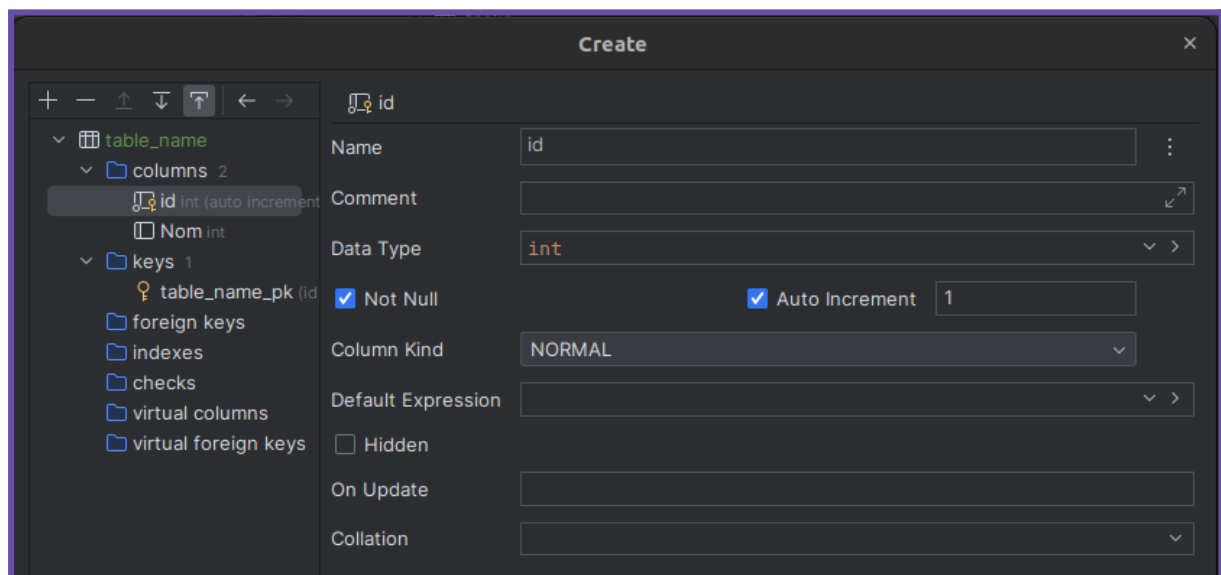 Create
id
table_name
Name id
columns 2
id int (auto increment
Comment
Nom int
Data Type int
keys 1
table_name_pk (id
Not Null Auto Increment 1
foreign keys
indexes
Column Kind NORMAL
checks
Default Expression
virtual columns
virtual foreign keys
Hidden
On Update
Collation